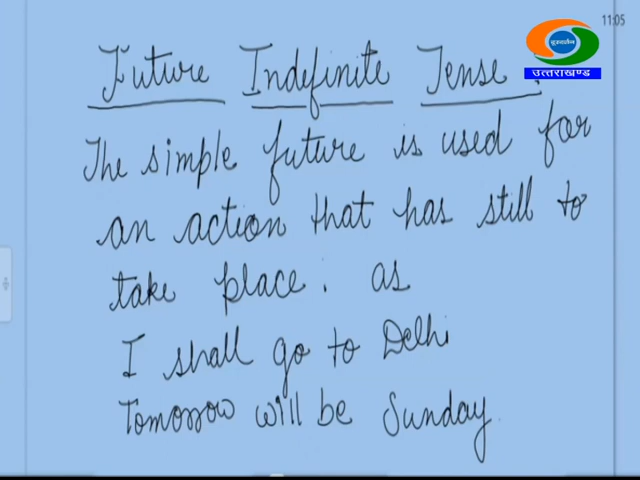 11:05
दूरदर्शन
उत्तराखण्ड
Future Indefinite Tense :
The simple future is used for
an action that has still to
take place. as
I shall go to Delhi
Tomorrow will be Sunday.